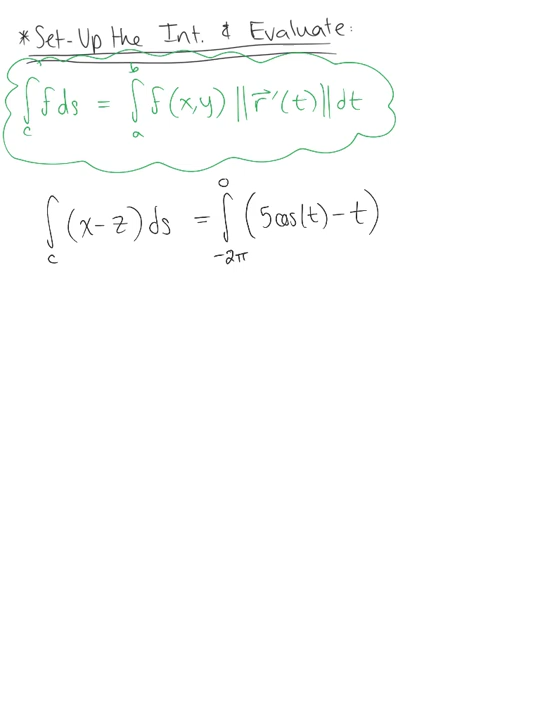 *Set-Up the Int. & Evaluate:
∫_c f ds = ∫_a^b f(x,y) ||r⃗'(t)|| dt
∫_c (x-z) ds = ∫_{-2π}^0 (5cos(t)-t)